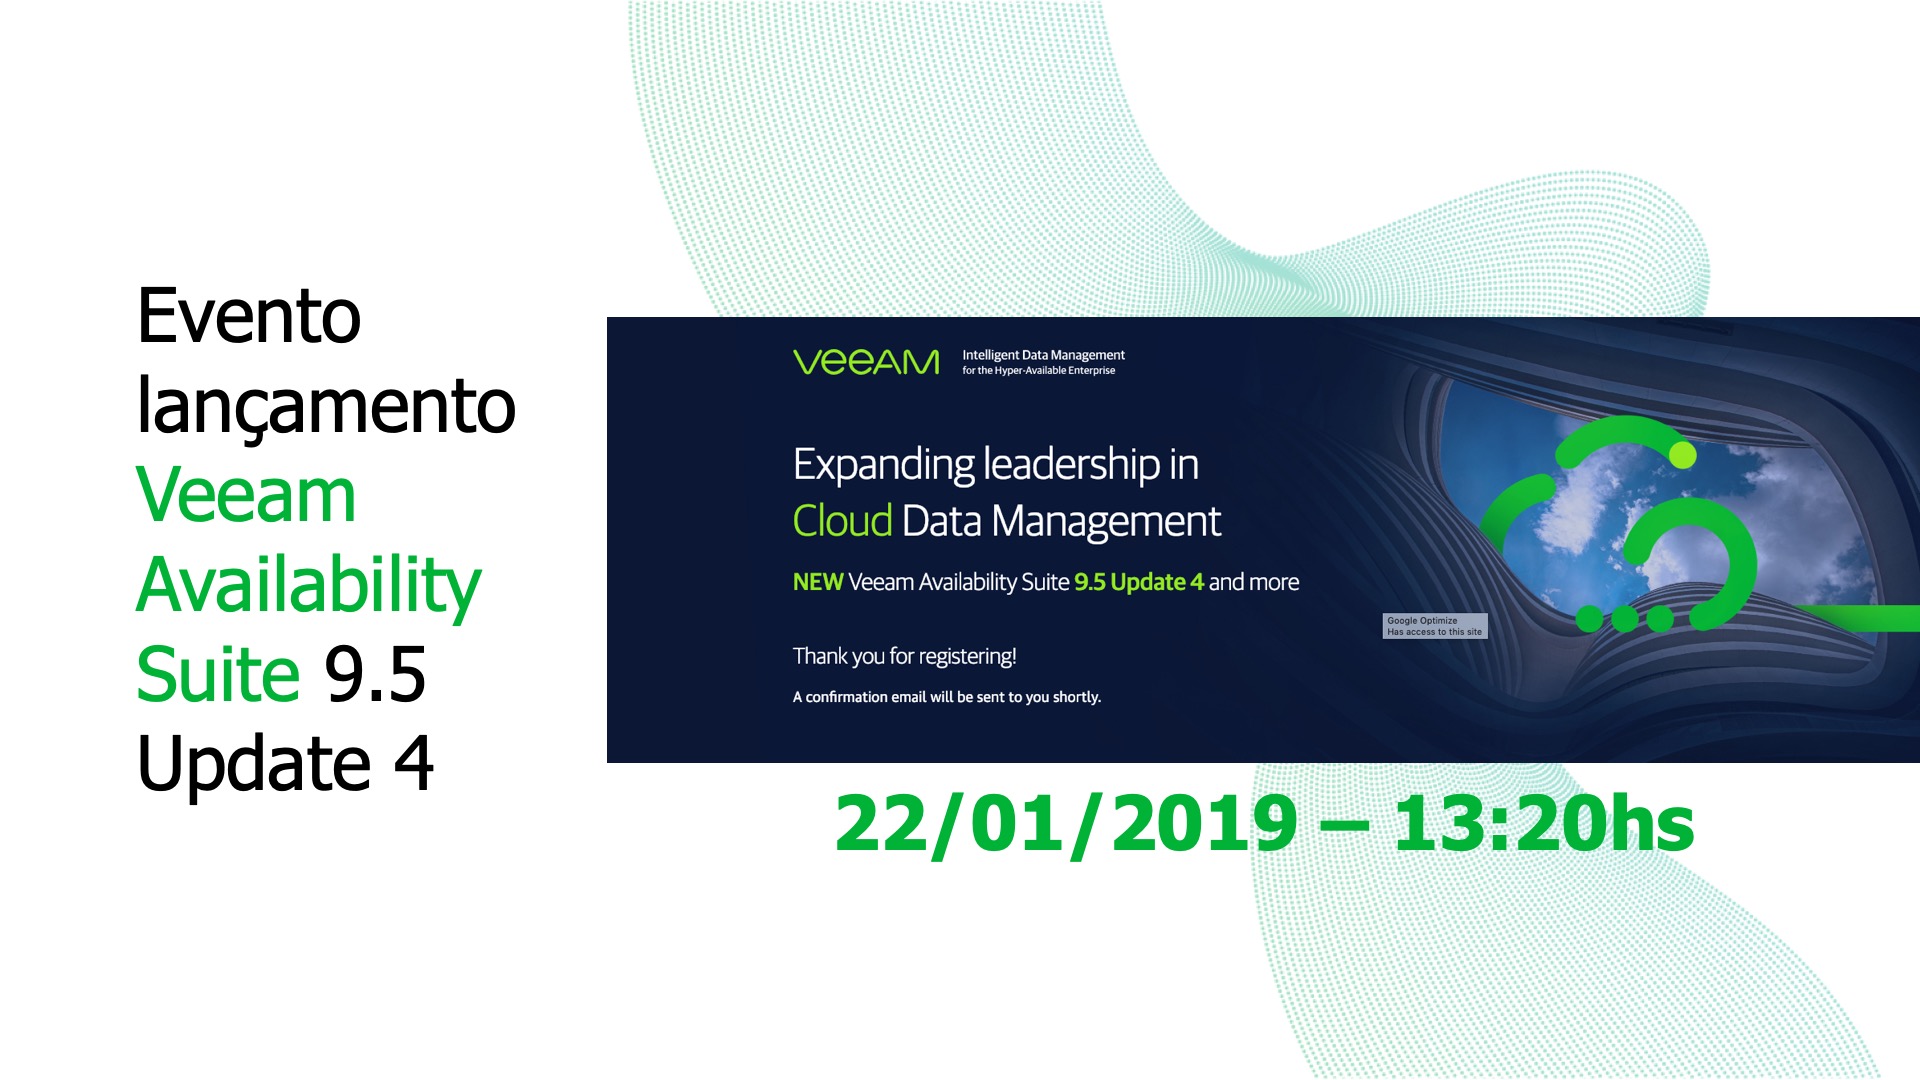 Evento
lançamento
Veeam
Availability
Suite 9.5
Update 4
veeam
Intelligent Data Management
for the Hyper-Available Enterprise
Expanding leadership in
Cloud Data Management
NEW Veeam Availability Suite 9.5 Update 4 and more
Google Optimize
Has access to this site
Thank you for registering!
A confirmation email will be sent to you shortly.
22/01/2019 – 13:20hs